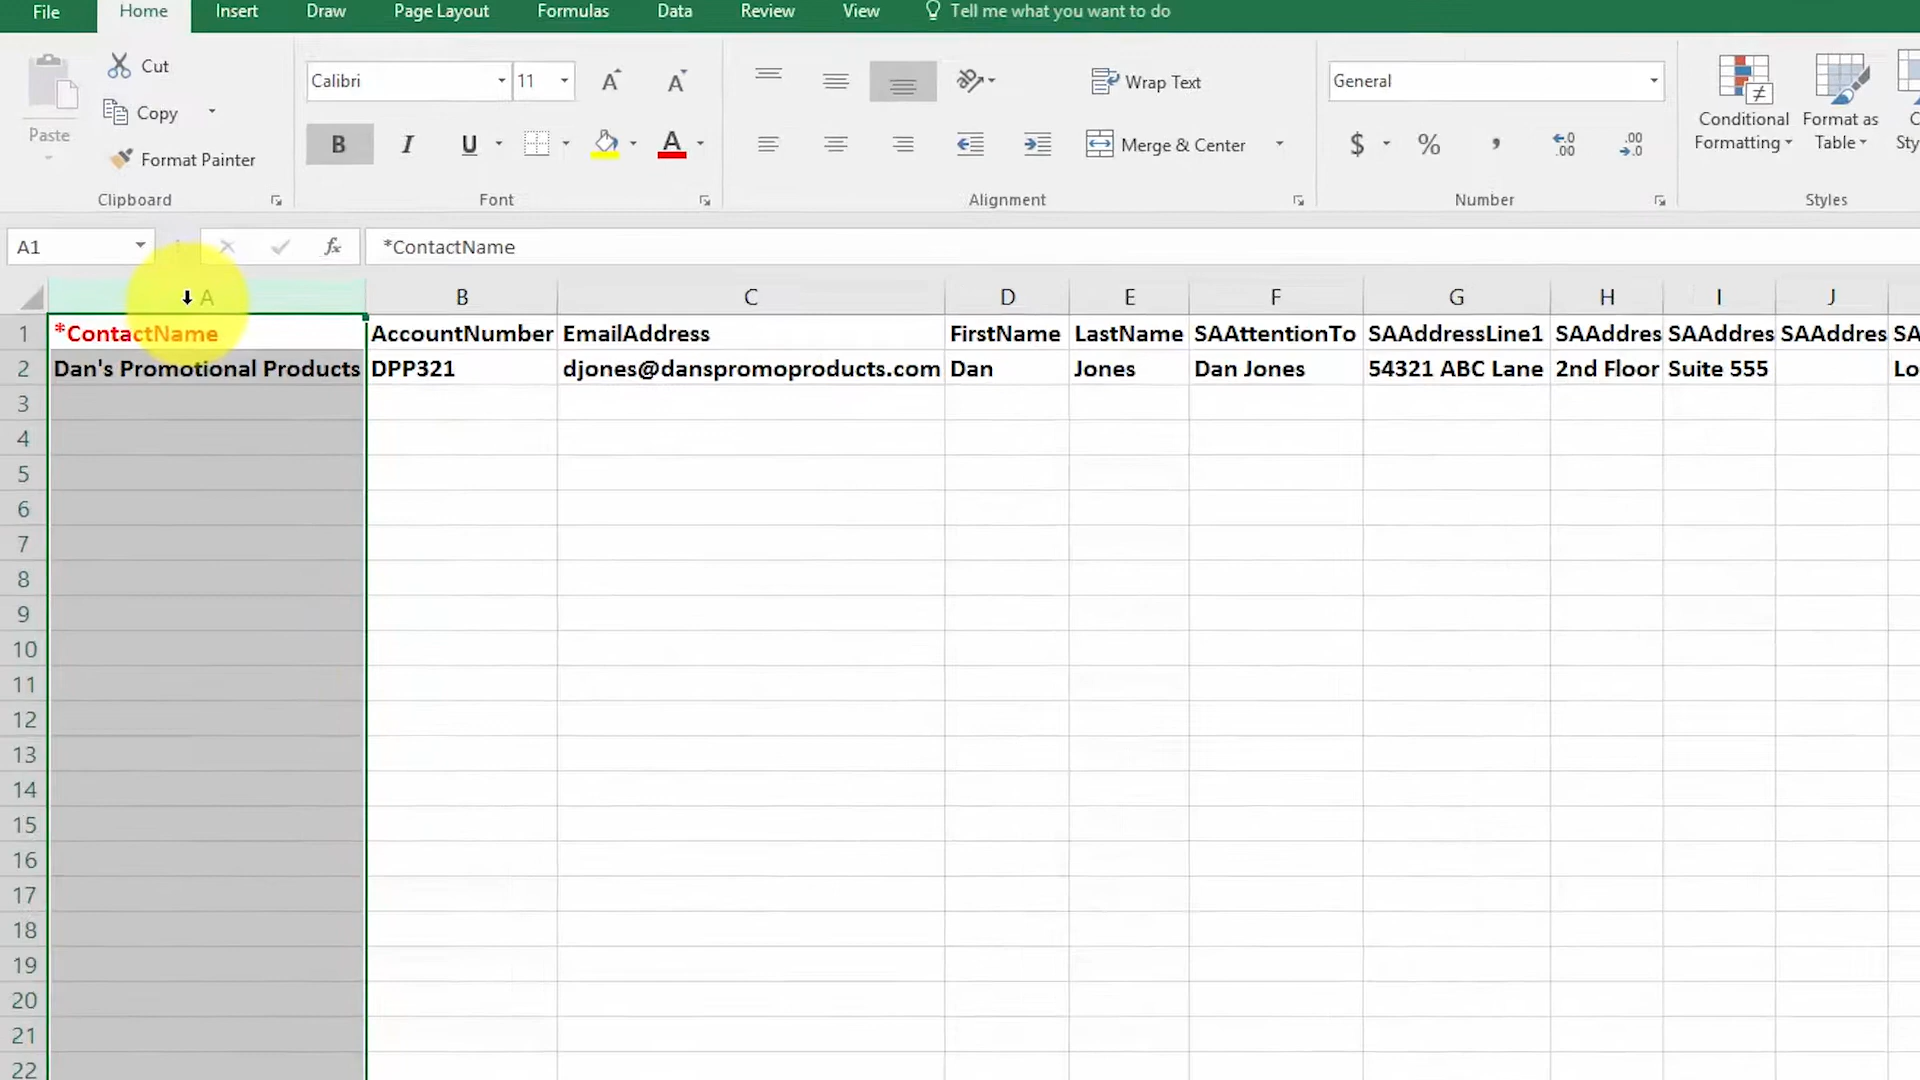 File Home Insert Draw Page Layout Formulas Data Review View Tell me what you want to do
Paste Cut Copy Format Painter
Calibri 11
B I U A
Wrap Text
Merge & Center
General
$ % , .00 .00
Conditional Formatting
Format as Table
Clipboard Font Alignment Number Styles
A1 fx *ContactName
A B C D E F G H I J
1 *ContactName AccountNumber EmailAddress FirstName LastName SAAttentionTo SAAddressLine1 SAAddres SAAddres SAAddres SA
2 Dan's Promotional Products DPP321 djones@danspromoproducts.com Dan Jones Dan Jones 54321 ABC Lane 2nd Floor Suite 555 Lo
3
4
5
6
7
8
9
10
11
12
13
14
15
16
17
18
19
20
21
22